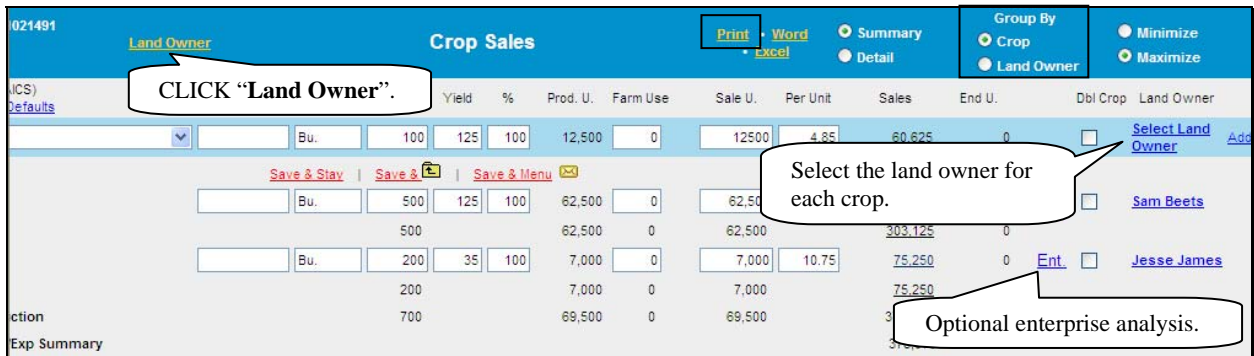 021491
Land Owner
Crop Sales
Print • Word
• Excel
Summary
Detail
Group By
Crop
Land Owner
Minimize
Maximize
CLICK “Land Owner”.
AICS)
Defaults
Yield % Prod. U. Farm Use Sale U. Per Unit Sales End U. Dbl Crop Land Owner
Bu. 100 125 100 12,500 0 12500 4.85 60,625 0 Select Land Owner Add
Select the land owner for
each crop.
Save & Stay | Save & | Save & Menu
Bu. 500 125 100 62,500 0 Sam Beets
500 62,500 0 62,500 303,125 0
Bu. 200 35 100 7,000 0 7,000 10.75 75,250 0 Ent. Jesse James
200 7,000 0 7,000 75,250
ction 700 69,500 0 69,500
Optional enterprise analysis.
Exp Summary